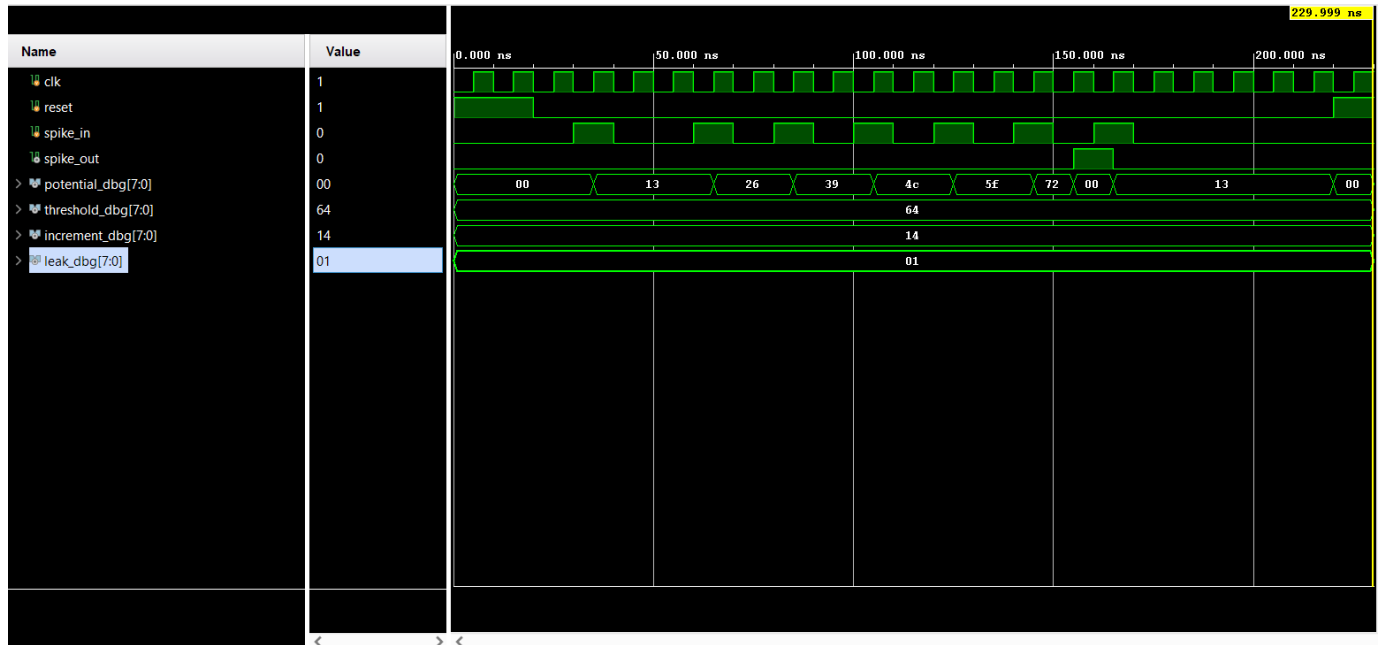 229.999 ns
Name Value
0.000 ns 50.000 ns 100.000 ns 150.000 ns 200.000 ns
clk 1
reset 1
spike_in 0
spike_out 0
potential_dbg[7:0] 00 00 13 26 39 4c 5f 72 00 13 00
threshold_dbg[7:0] 64 64
increment_dbg[7:0] 14 14
leak_dbg[7:0] 01 01